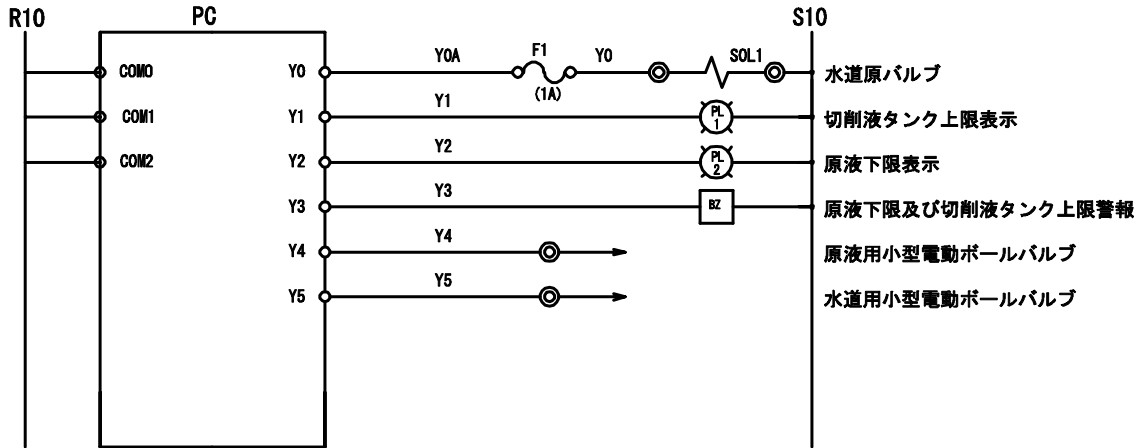 R10 PC S10
COM0 Y0 Y0A F1 Y0 SOL1 水道原バルブ
(1A)
COM1 Y1 Y1 PL1 切削液タンク上限表示
COM2 Y2 Y2 PL2 原液下限表示
Y3 Y3 BZ 原液下限及び切削液タンク上限警報
Y4 Y4 原液用小型電動ボールバルブ
Y5 Y5 水道用小型電動ボールバルブ